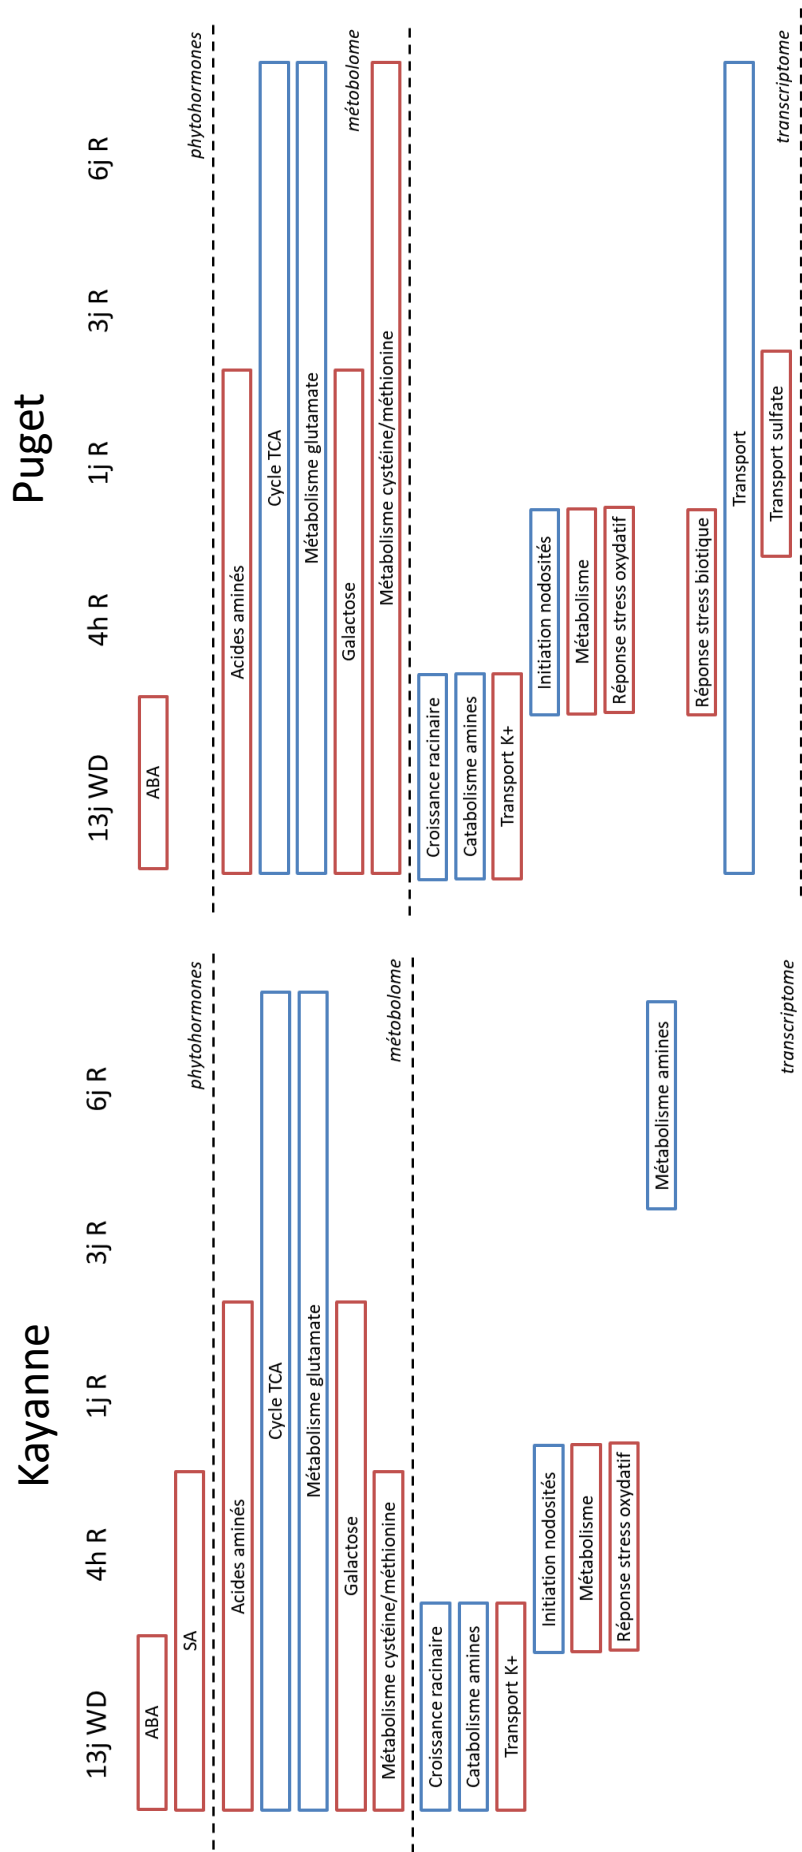 Kayanne
13j WD
4h R
1j R
3j R
6j R
ABA
SA
phytohormones
Acides aminés
Cycle TCA
Métabolisme glutamate
Galactose
Métabolisme cystéine/méthionine
métobolome
Croissance racinaire
Catabolisme amines
Transport K+
Initiation nodosités
Métabolisme
Réponse stress oxydatif
Métabolisme amines
transcriptome
Puget
13j WD
4h R
1j R
3j R
6j R
ABA
phytohormones
Acides aminés
Cycle TCA
Métabolisme glutamate
Galactose
métobolome
Métabolisme cystéine/méthionine
Croissance racinaire
Catabolisme amines
Transport K+
Initiation nodosités
Métabolisme
Réponse stress oxydatif
Réponse stress biotique
Transport
Transport sulfate
transcriptome